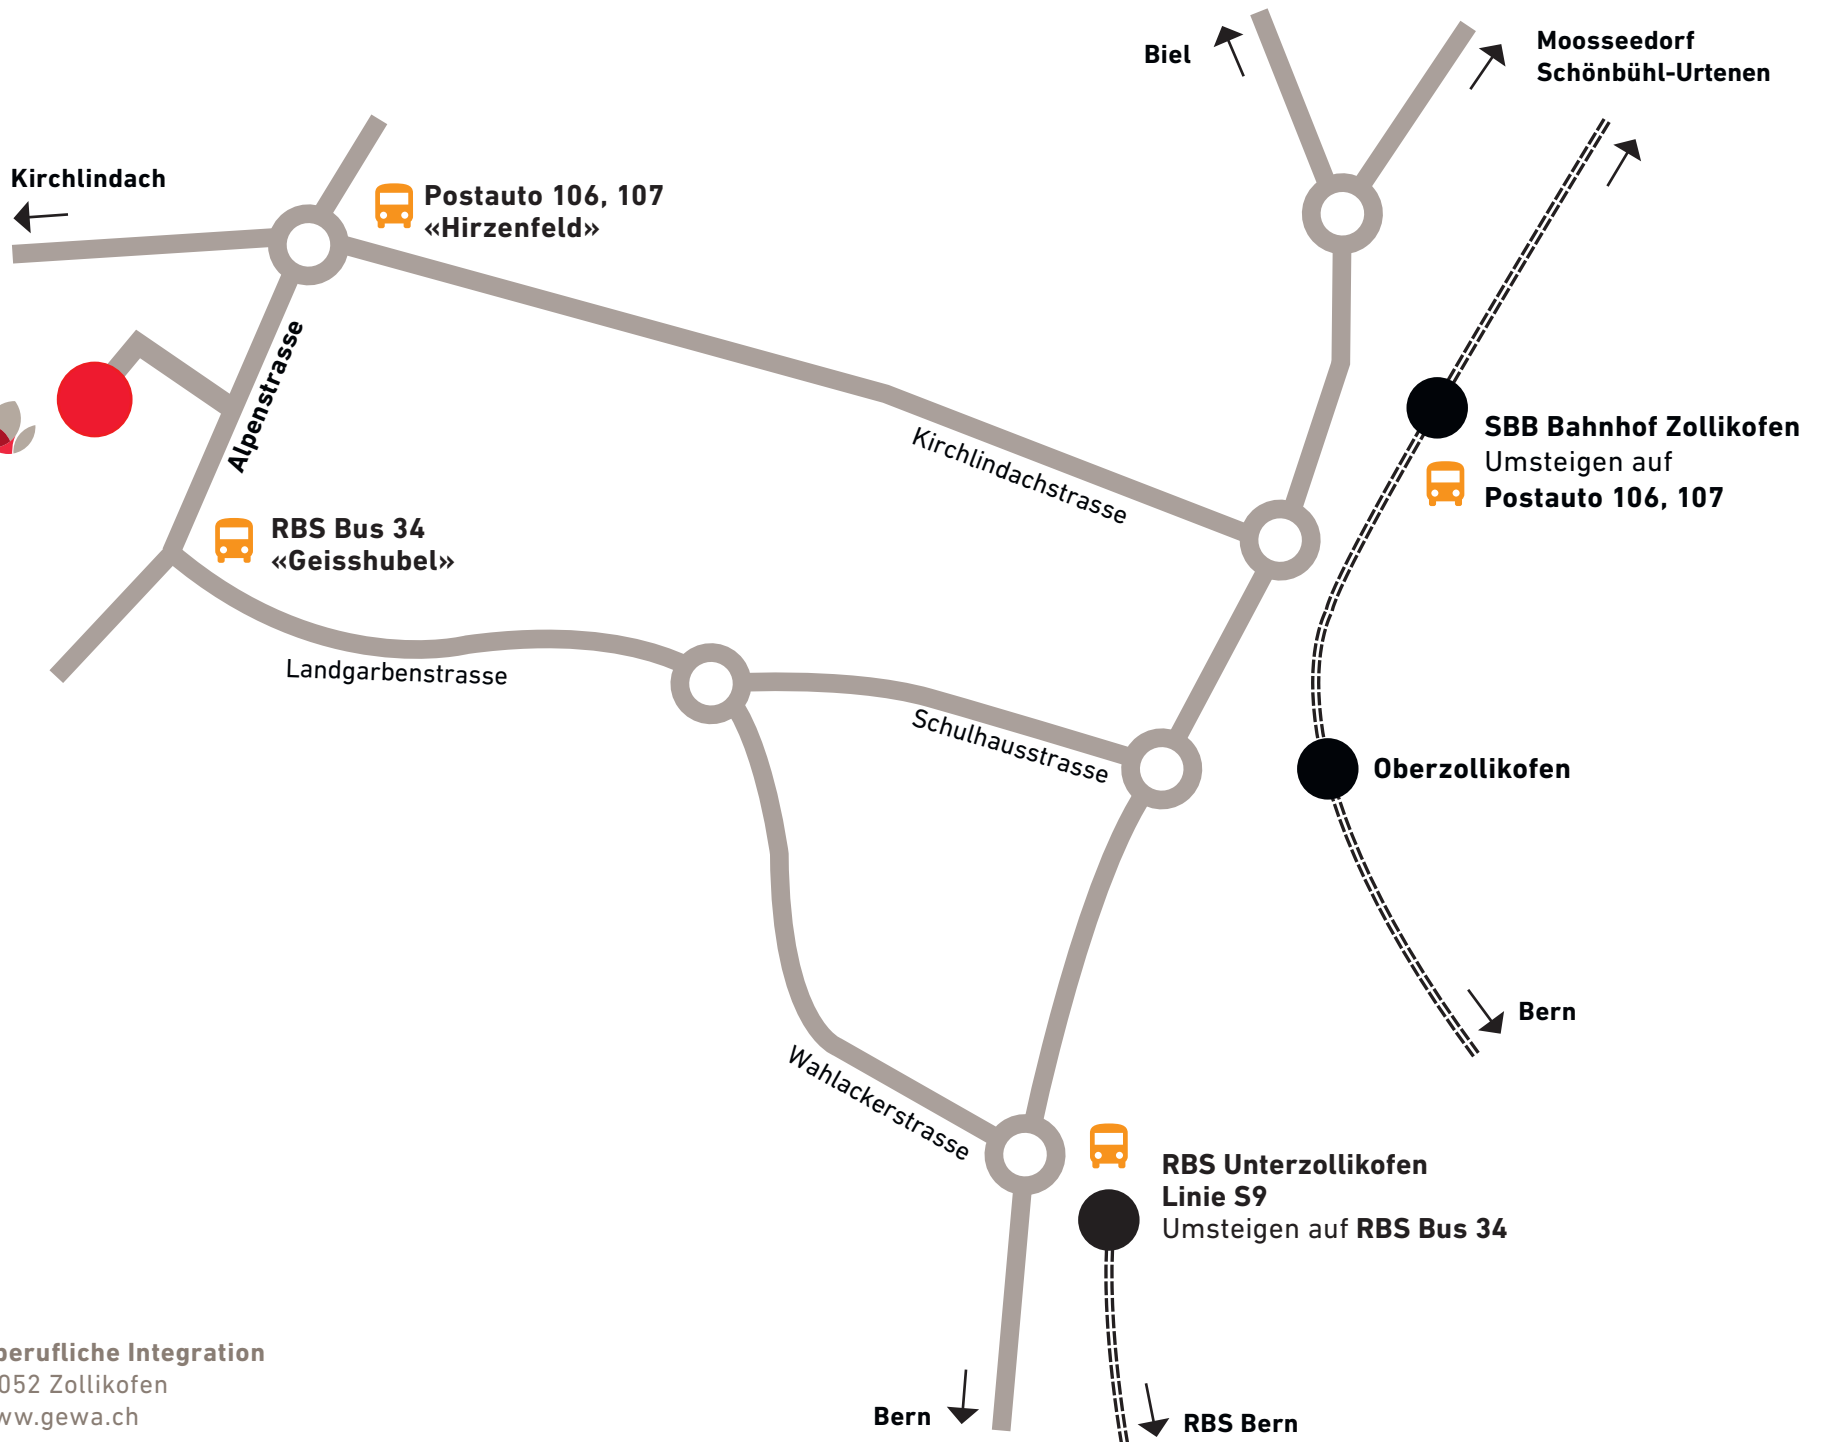 Biel
Moosseedorf
Schönbühl-Urtenen
Kirchlindach
Postauto 106, 107
«Hirzenfeld»
Alpenstrasse
Kirchlindachstrasse
SBB Bahnhof Zollikofen
Umsteigen auf
Postauto 106, 107
RBS Bus 34
«Geisshubel»
Landgarbenstrasse
Schulhausstrasse
Oberzollikofen
Bern
Wahlackerstrasse
RBS Unterzollikofen
Linie S9
Umsteigen auf RBS Bus 34
berufliche Integration
052 Zollikofen
ww.gewa.ch
Bern
RBS Bern